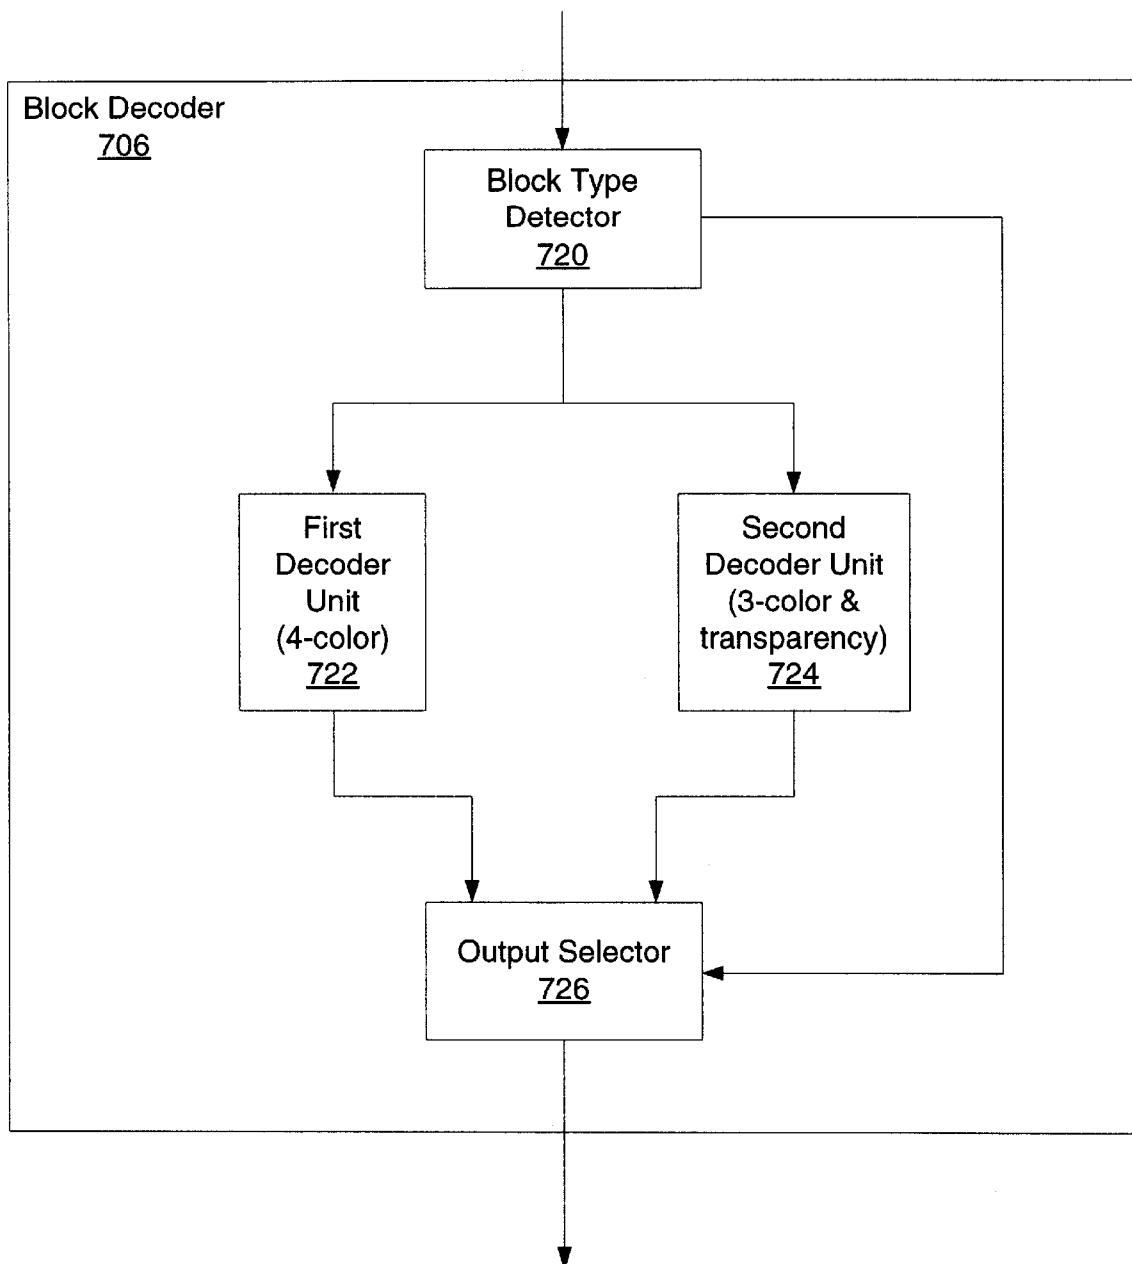 Block Decoder
706
Block Type
Detector
720
First
Decoder
Unit
(4-color)
722
Second
Decoder Unit
(3-color &
transparency)
724
Output Selector
726